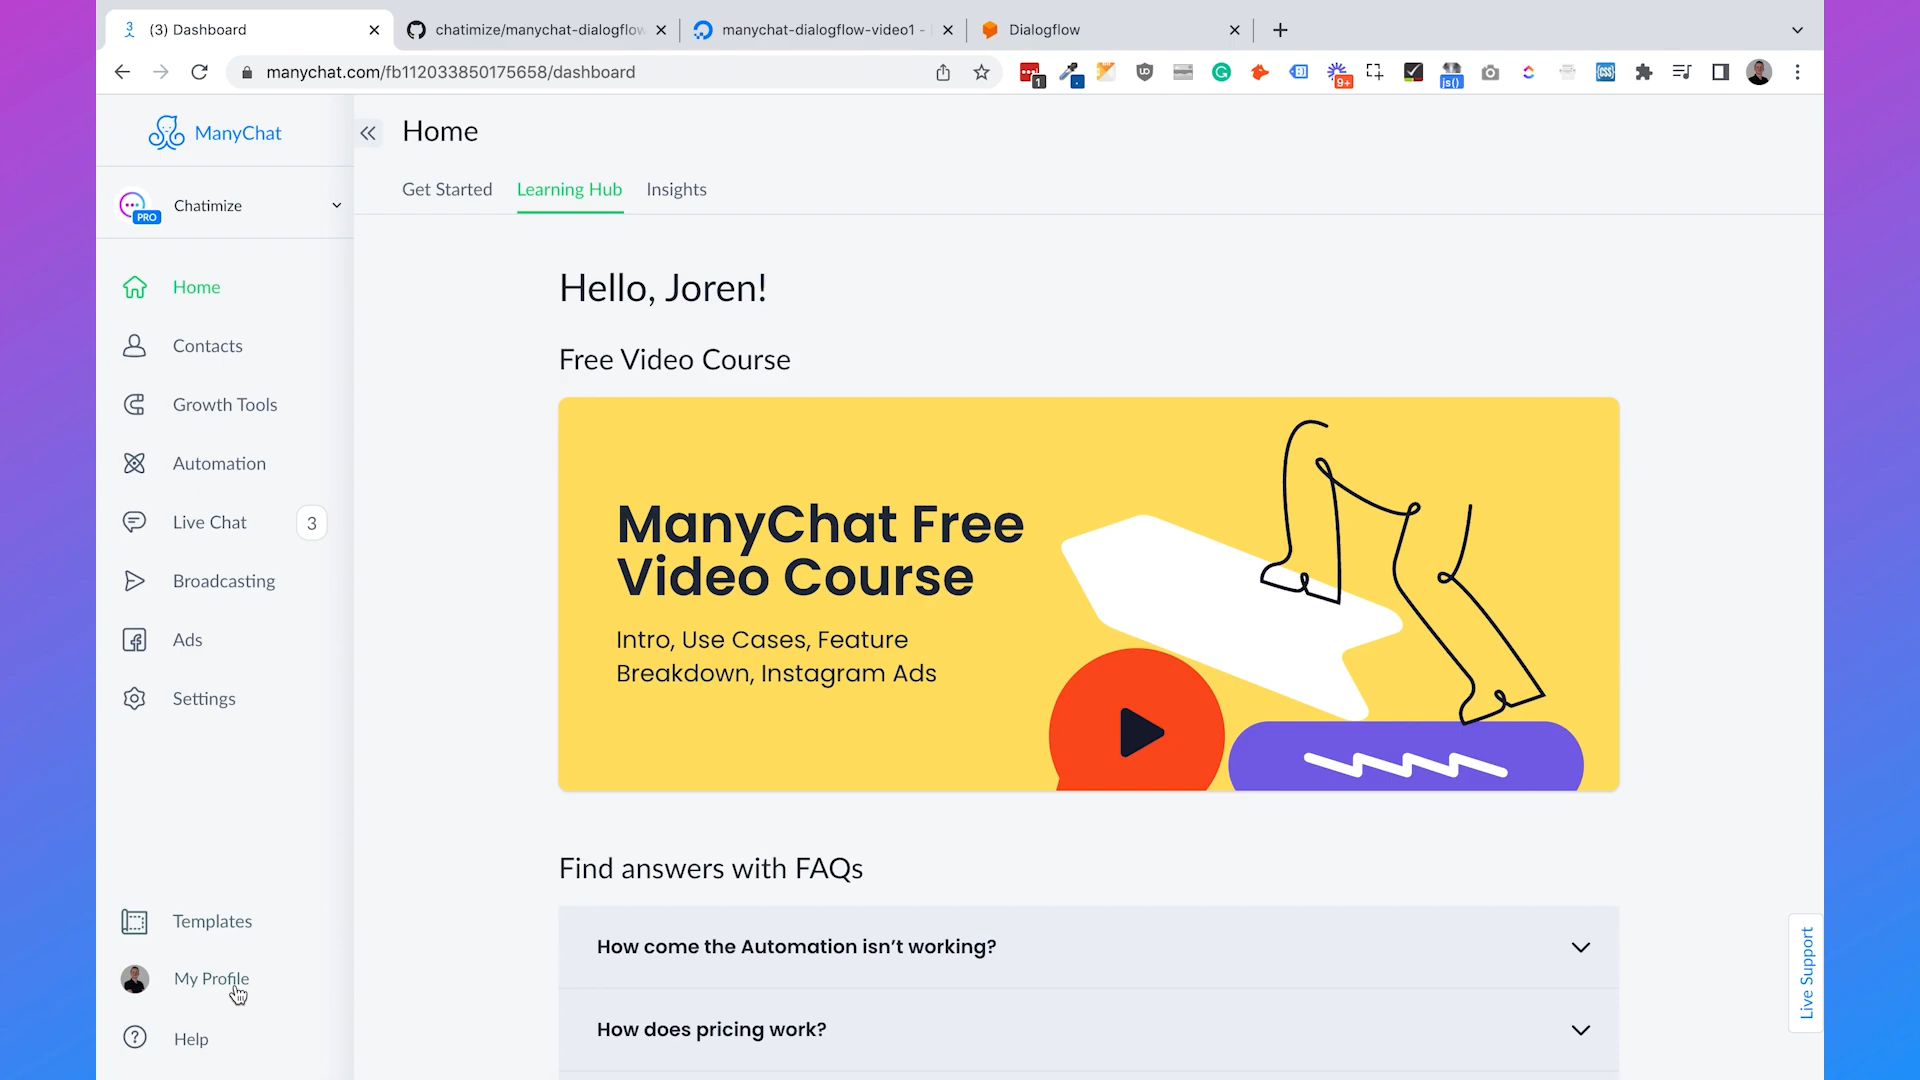 (3) Dashboard
chatimize/manychat-dialogflow
manychat-dialogflow-video1 -
Dialogflow
manychat.com/fb112033850175658/dashboard
1
9+
js()
ManyChat
Home
Get Started
Learning Hub
Insights
PRO
Chatimize
Home
Contacts
Growth Tools
Automation
Live Chat
3
Broadcasting
Ads
Settings
Templates
My Profile
Help
Hello, Joren!
Free Video Course
ManyChat Free
Video Course
Intro, Use Cases, Feature
Breakdown, Instagram Ads
Find answers with FAQs
How come the Automation isn't working?
How does pricing work?
Live Support